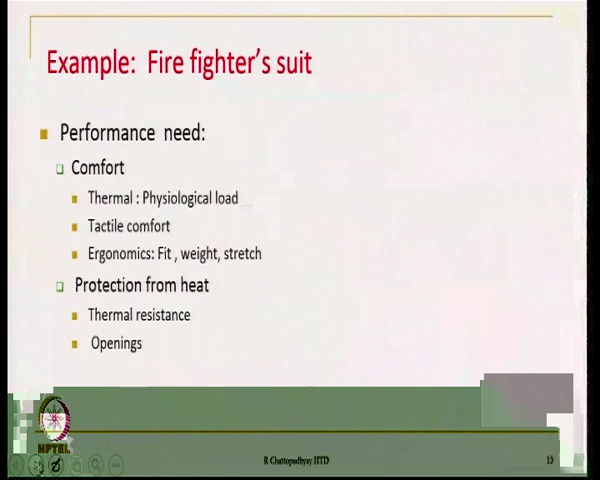 Example: Fire fighter's suit
Performance need:
Comfort
Thermal : Physiological load
Tactile comfort
Ergonomics: Fit , weight, stretch
Protection from heat
Thermal resistance
Openings
NPTEL
R Chattopadhyay IITD
13